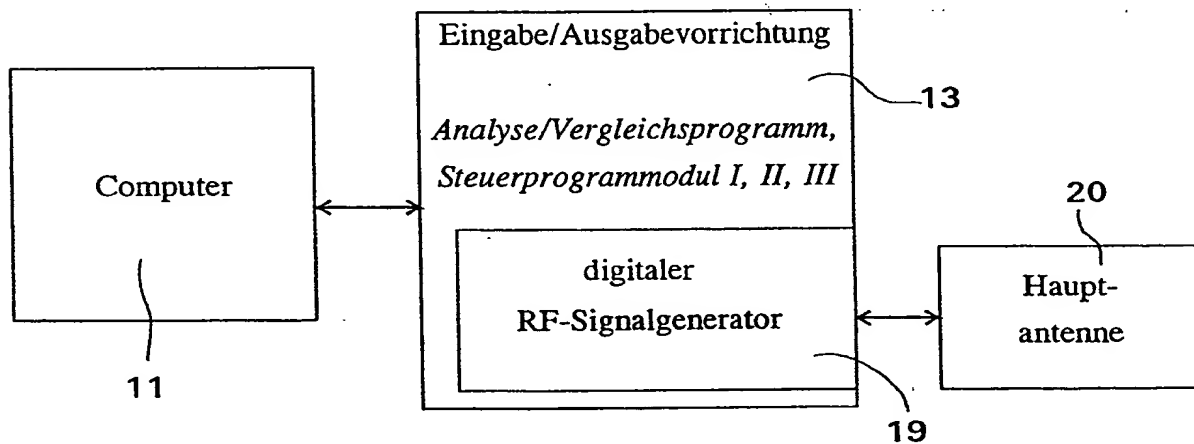 Eingabe/Ausgabevorrichtung
13
Analyse/Vergleichsprogramm,
Steuerprogrammodul I, II, III
Computer
11
digitaler
RF-Signalgenerator
19
20
Haupt-
antenne